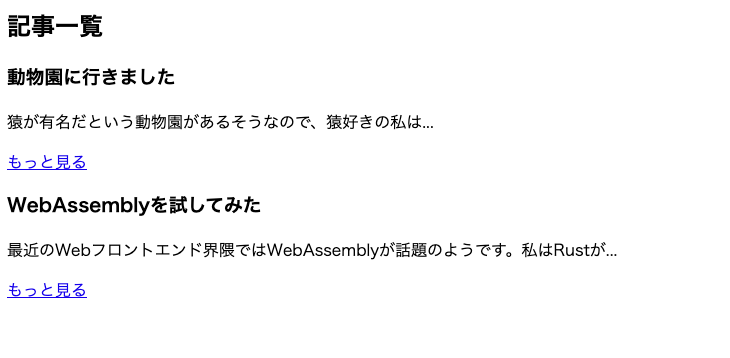 記事一覧
動物園に行きました
猿が有名だという動物園があるそうなので、猿好きの私は...
もっと見る
WebAssemblyを試してみた
最近のWebフロントエンド界隈ではWebAssemblyが話題のようです。私はRustが...
もっと見る